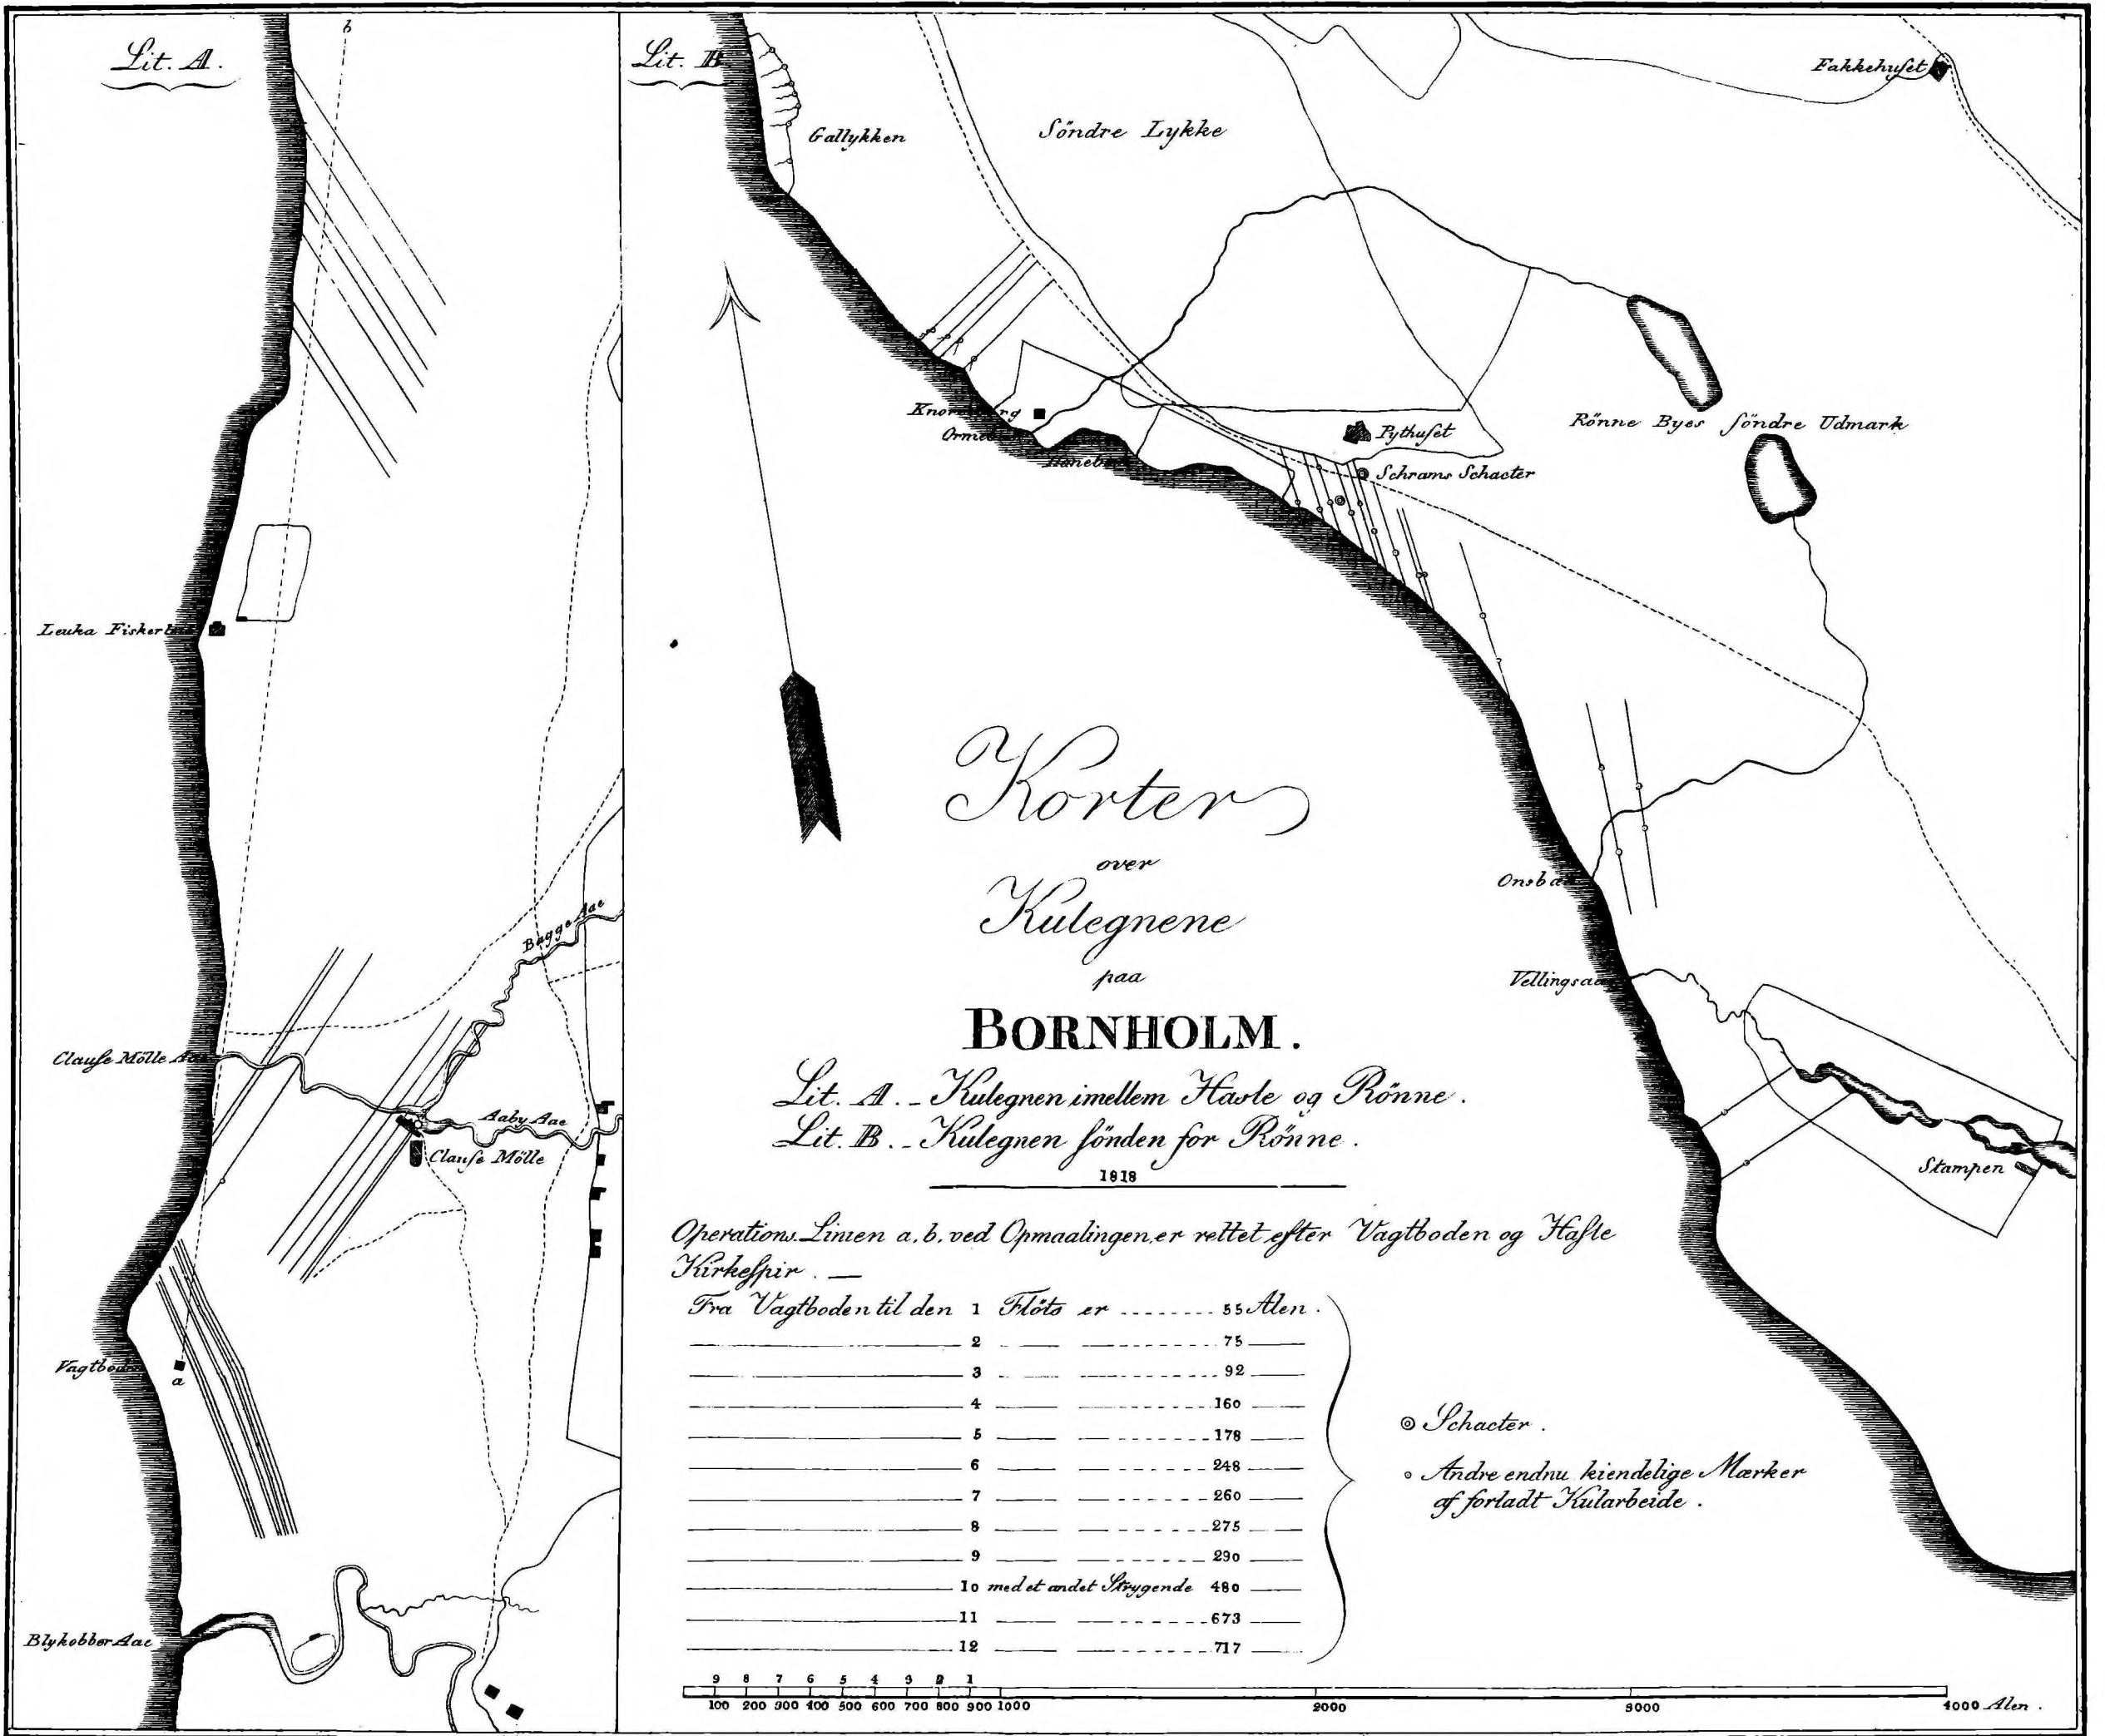 Lit. A.
b
Leuka Fisker
Bagge Aae
Clause Mölle Aae
Aaby Aae
Clause Mölle
Vagtboden
a
Blykobber Aae
Lit. B.
Gallykken
Söndre Lykke
Fakkehuset
Rönne Byes söndre Udmark
Pythuset
Schrams Schacter
Onsbæk
Vellingsaa
Stampen
Korter
over
Kulegnene
paa
BORNHOLM.
Lit. A. - Kulegnen imellem Hasle og Rönne.
Lit. B. - Kulegnen sönden for Rönne.
1818
Operations Linien a. b. ved Opmaalingen er rettet efter Vagtboden og Hasle
Kirkespir. —
Fra Vagtboden til den 1 Flöts er ........ 55 Alen.
2 75
3 92
4 160
5 178
6 248
7 260
8 275
9 290
10 med et andet Strygende 480
11 673
12 717
◎ Schacter.
○ Andre endnu kiendelige Mærker
af forladt Kularbeide.
9 8 7 6 5 4 3 2 1
100 200 300 400 500 600 700 800 900 1000 2000 3000 4000 Alen.